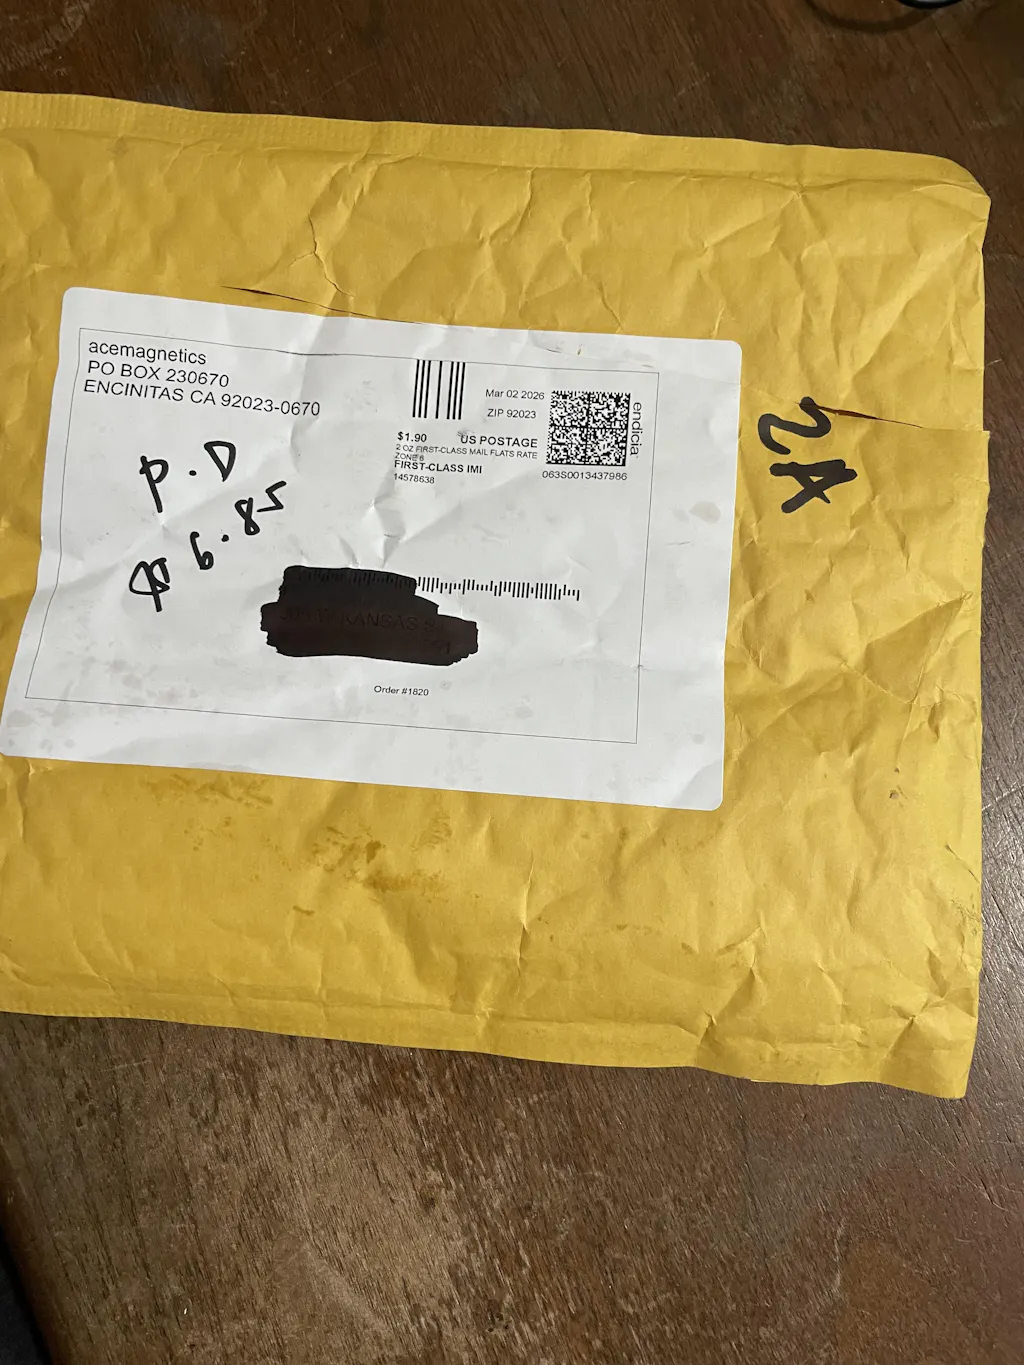 acemagnetics
PO BOX 230670
ENCINITAS CA 92023-0670
Mar 02 2026
ZIP 92023
$1.90 US POSTAGE
2 OZ FIRST-CLASS MAIL FLATS RATE
ZONE 6
FIRST-CLASS IMI
14578638
063S0013437986
endicia
P.D
$6.85
2A
Order #1820